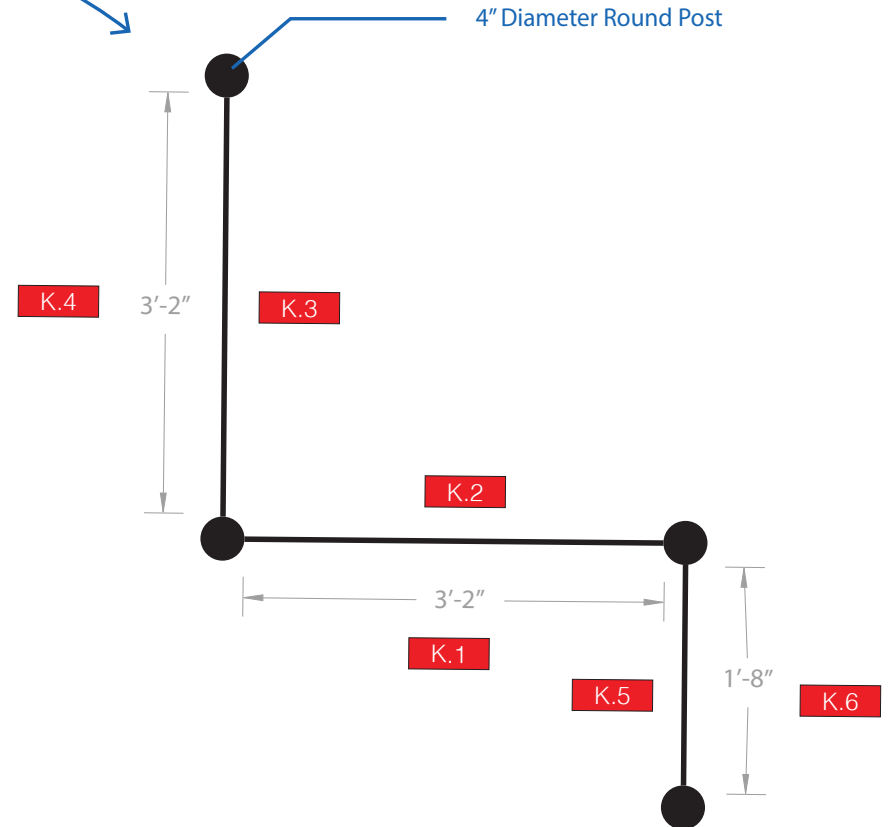 4” Diameter Round Post
K.4
3’-2”
K.3
K.2
3’-2”
K.1
K.5
1’-8”
K.6